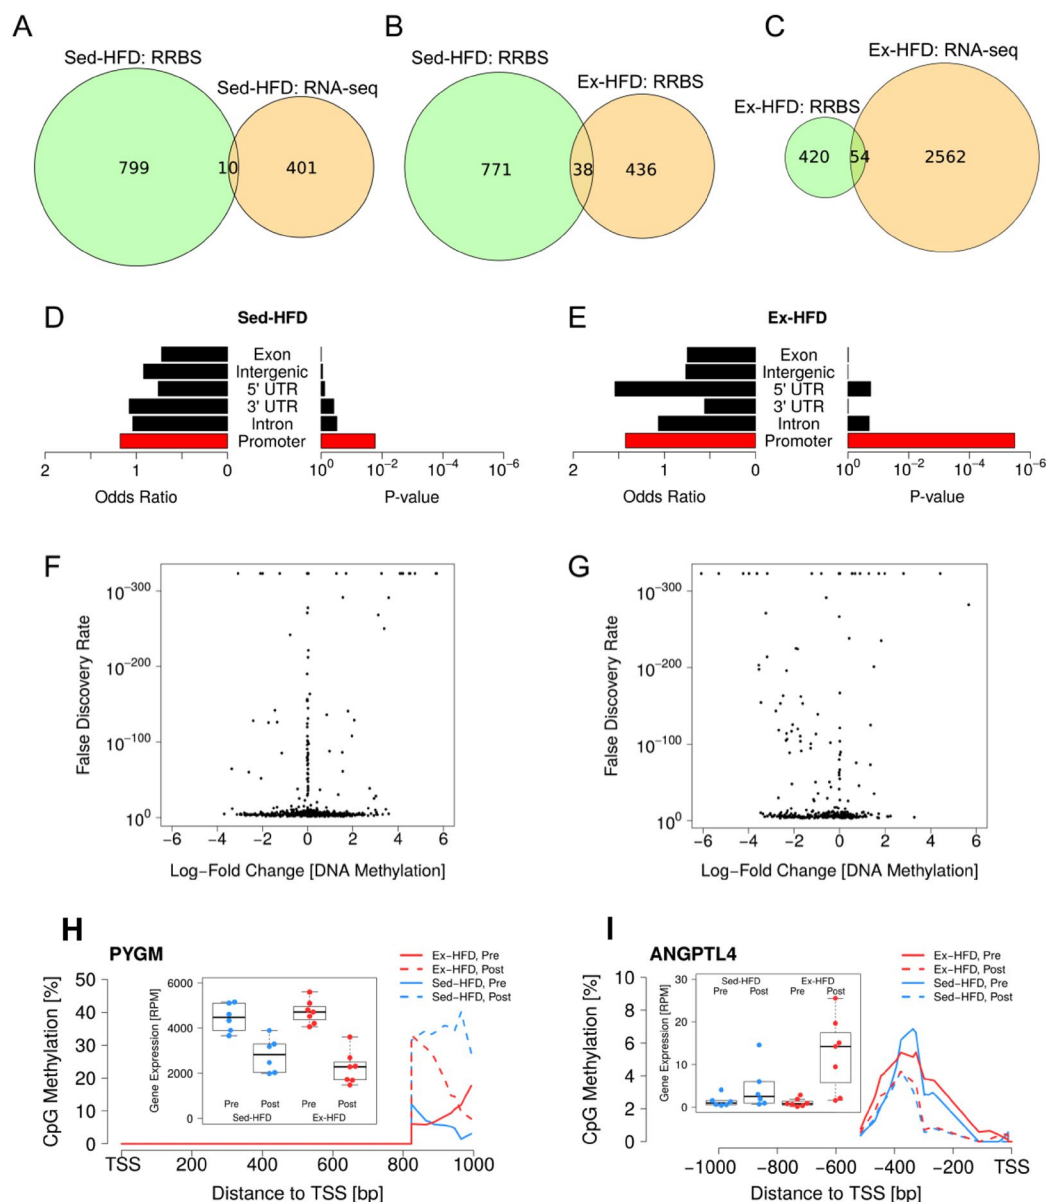 A
B
C
Sed-HFD: RRBS
Sed-HFD: RNA-seq
799
10
401
Sed-HFD: RRBS
Ex-HFD: RRBS
771
38
436
Ex-HFD: RNA-seq
Ex-HFD: RRBS
420
54
2562
D
Sed-HFD
Exon
Intergenic
5' UTR
3' UTR
Intron
Promoter
2 1 0
10^0 10^-2 10^-4 10^-6
Odds Ratio
P-value
E
Ex-HFD
Exon
Intergenic
5' UTR
3' UTR
Intron
Promoter
2 1 0
10^0 10^-2 10^-4 10^-6
Odds Ratio
P-value
F
False Discovery Rate
10^-300
10^-200
10^-100
10^0
−6 −4 −2 0 2 4 6
Log−Fold Change [DNA Methylation]
G
False Discovery Rate
10^-300
10^-200
10^-100
10^0
−6 −4 −2 0 2 4 6
Log−Fold Change [DNA Methylation]
H
PYGM
Ex−HFD, Pre
Ex−HFD, Post
Sed−HFD, Pre
Sed−HFD, Post
CpG Methylation [%]
50
40
30
20
10
0
Gene Expression [RPM]
6000
4000
2000
0
Pre Post Pre Post
Sed−HFD Ex−HFD
TSS 200 400 600 800 1000
Distance to TSS [bp]
I
ANGPTL4
Ex−HFD, Pre
Ex−HFD, Post
Sed−HFD, Pre
Sed−HFD, Post
CpG Methylation [%]
10
8
6
4
2
0
Gene Expression [RPM]
30
20
10
0
Sed−HFD Ex−HFD
Pre Post Pre Post
−1000 −800 −600 −400 −200 TSS
Distance to TSS [bp]